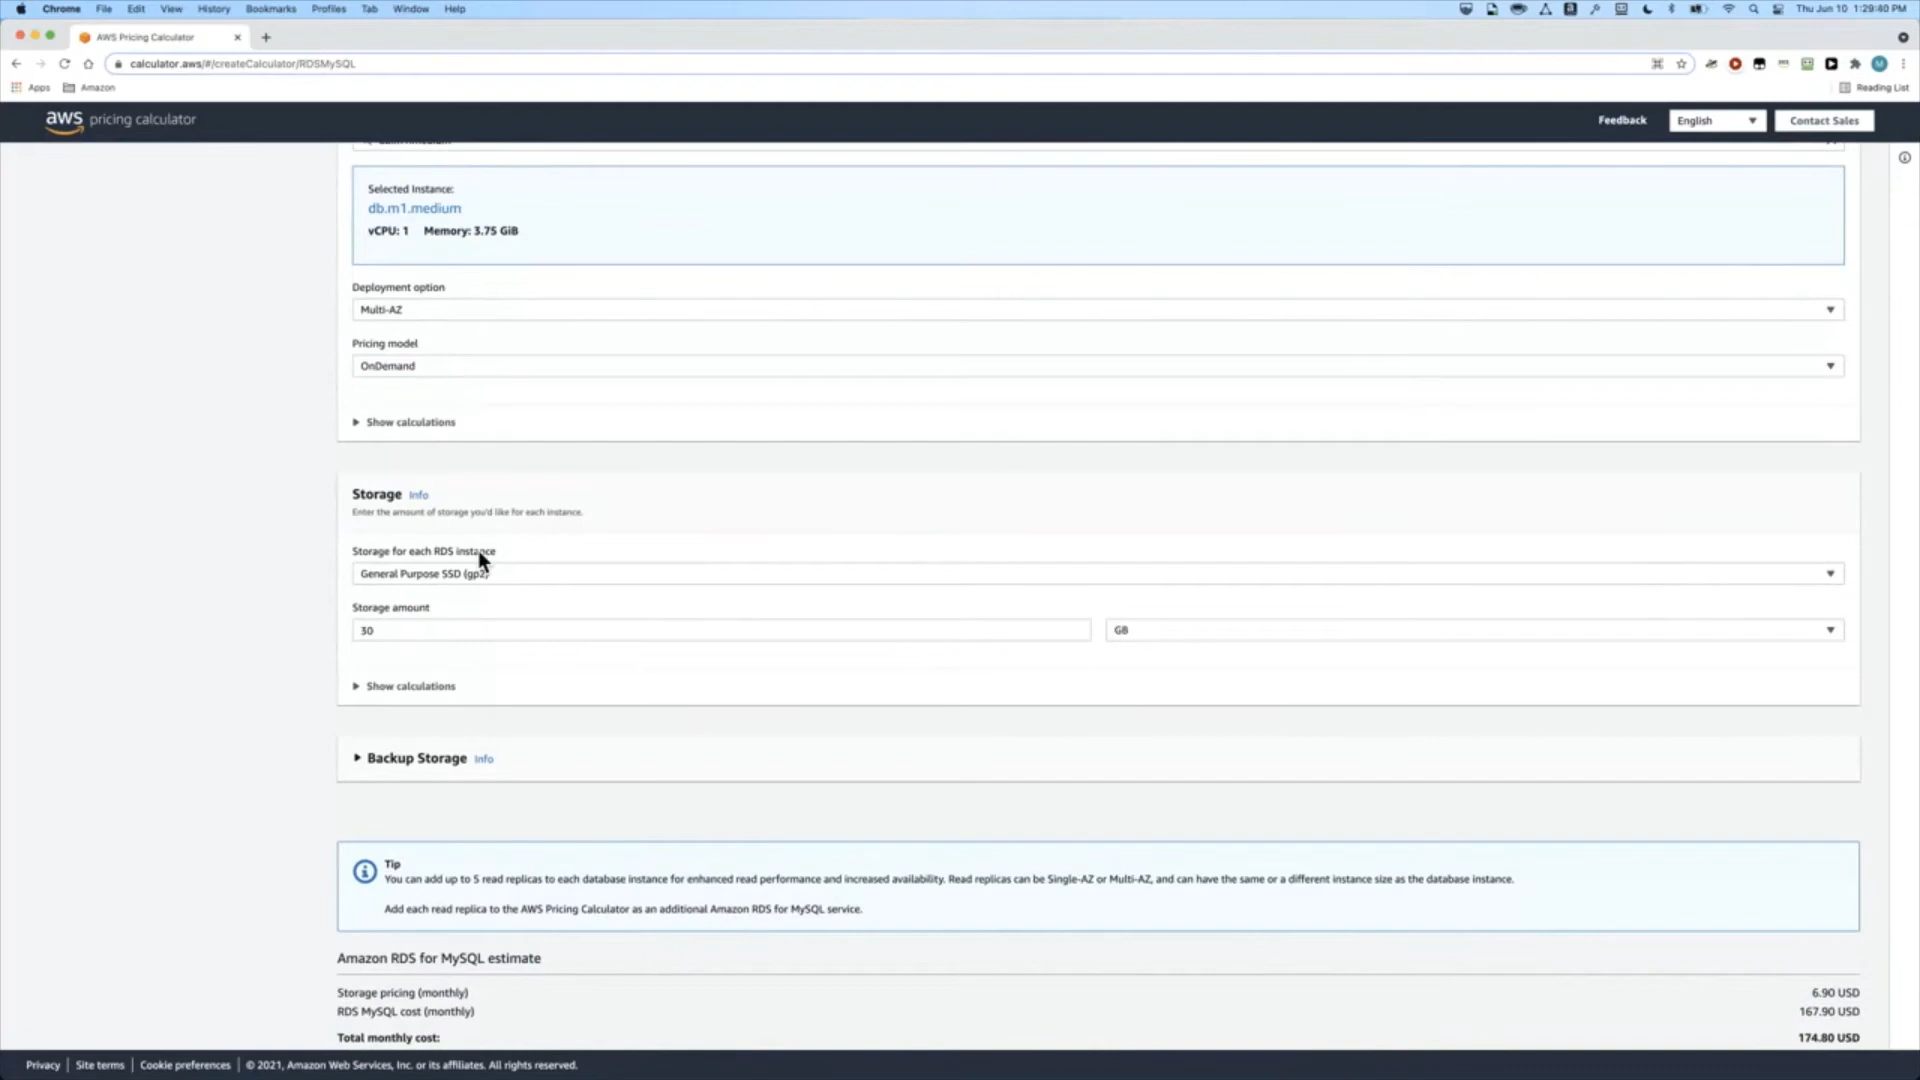 Chrome File Edit View History Bookmarks Profiles Tab Window Help
Thu Jun 10 1:29:40 PM
AWS Pricing Calculator
calculator.aws/#/createCalculator/RDSMySQL
Apps Amazon
Reading List
aws pricing calculator
Feedback
English
Contact Sales
Selected Instance:
db.m1.medium
vCPU: 1 Memory: 3.75 GiB
Deployment option
Multi-AZ
Pricing model
OnDemand
Show calculations
Storage Info
Enter the amount of storage you'd like for each instance.
Storage for each RDS instance
General Purpose SSD (gp2)
Storage amount
30 GB
Show calculations
Backup Storage Info
Tip
You can add up to 5 read replicas to each database instance for enhanced read performance and increased availability. Read replicas can be Single-AZ or Multi-AZ, and can have the same or a different instance size as the database instance.
Add each read replica to the AWS Pricing Calculator as an additional Amazon RDS for MySQL service.
Amazon RDS for MySQL estimate
Storage pricing (monthly) 6.90 USD
RDS MySQL cost (monthly) 167.90 USD
Total monthly cost: 174.80 USD
Privacy | Site terms | Cookie preferences | © 2021, Amazon Web Services, Inc. or its affiliates. All rights reserved.